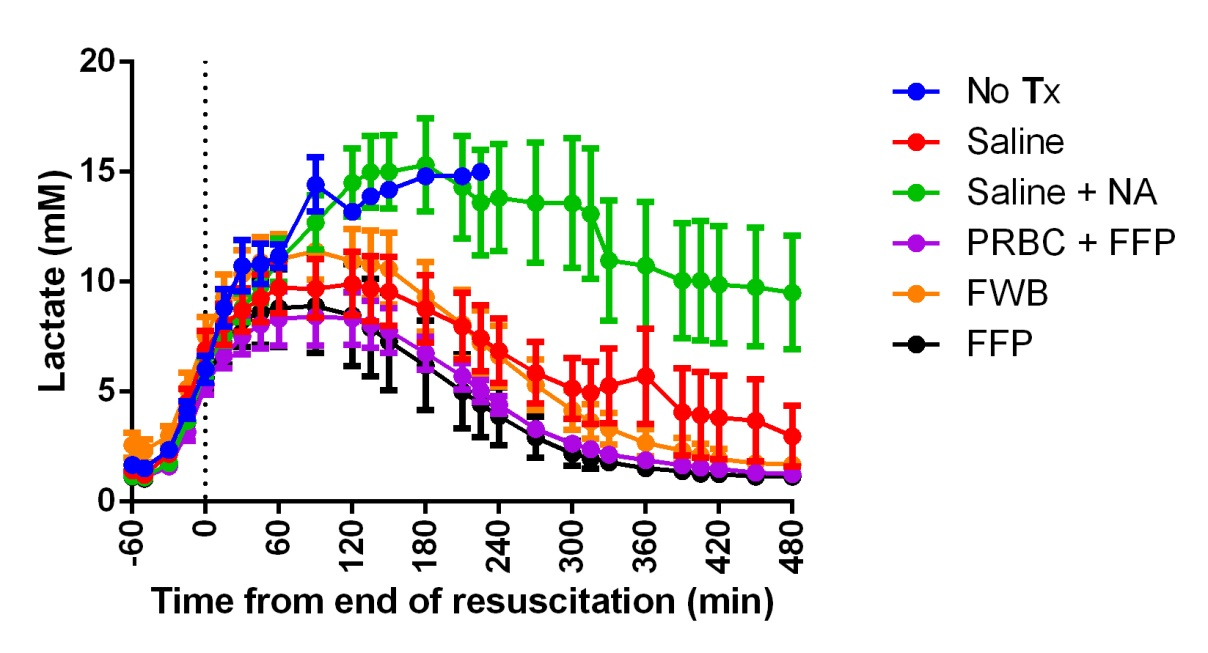 20
15
10
5
0
Lactate (mM)
-60 0 60 120 180 240 300 360 420 480
Time from end of resuscitation (min)
No Tx
Saline
Saline + NA
PRBC + FFP
FWB
FFP